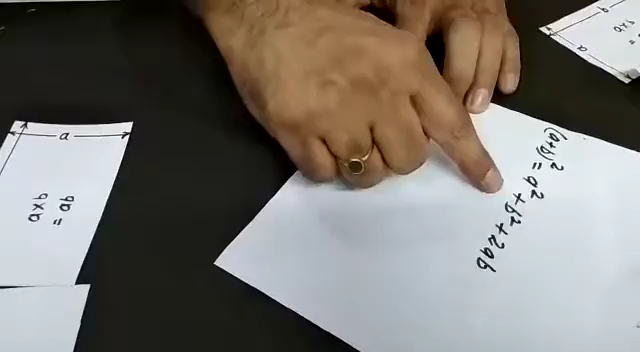 (a+b)² = a² + b² + 2ab
a
a x b
= ab
b
a
a x b
=